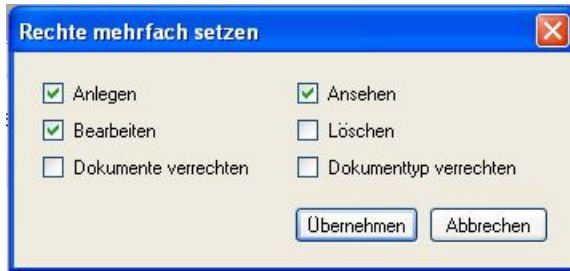 Rechte mehrfach setzen
Anlegen Ansehen
Bearbeiten Löschen
Dokumente verrechten Dokumenttyp verrechten
Übernehmen Abbrechen